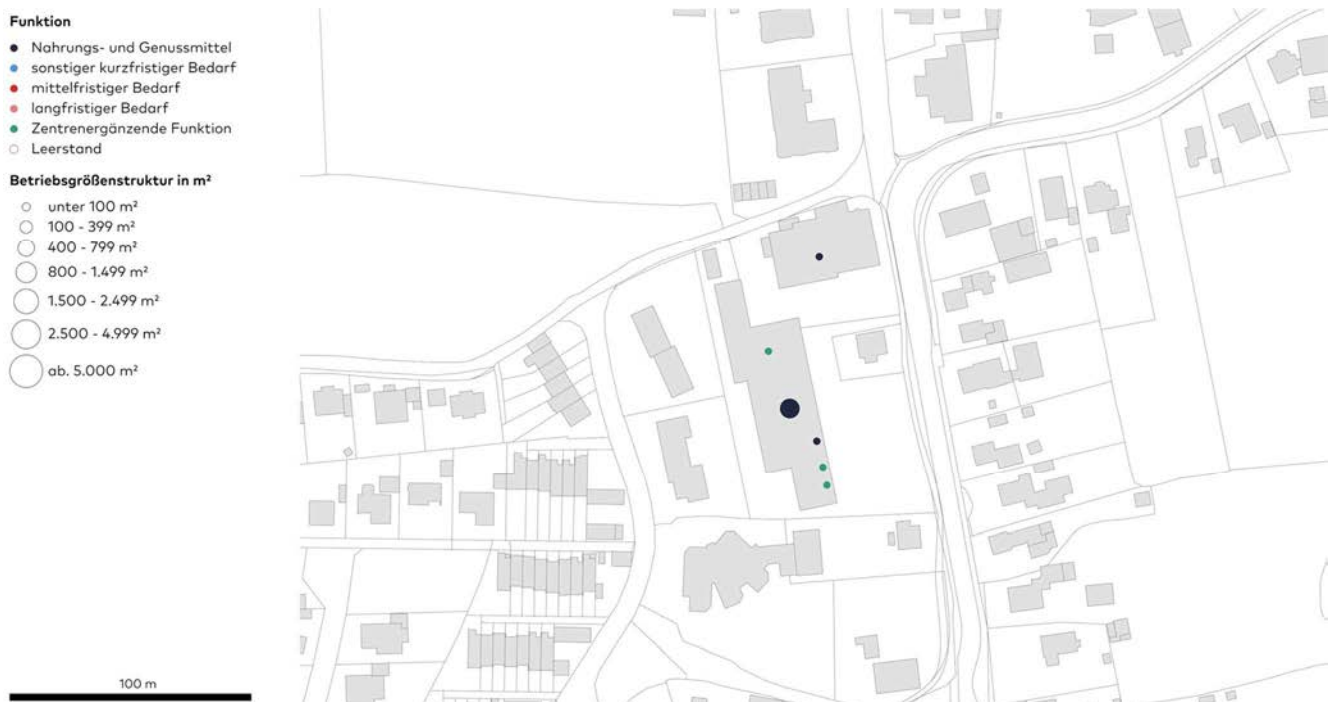 Funktion
Nahrungs- und Genussmittel
sonstiger kurzfristiger Bedarf
mittelfristiger Bedarf
langfristiger Bedarf
Zentrenergänzende Funktion
Leerstand
Betriebsgrößenstruktur in m²
unter 100 m²
100 - 399 m²
400 - 799 m²
800 - 1.499 m²
1.500 - 2.499 m²
2.500 - 4.999 m²
ab. 5.000 m²
100 m